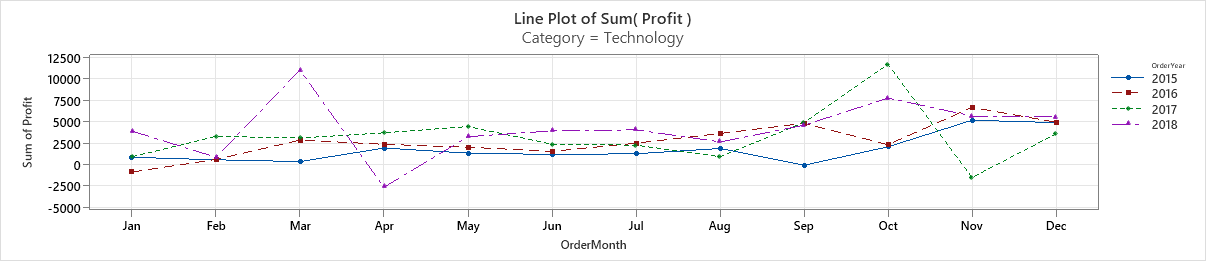 Line Plot of Sum( Profit )
Category = Technology
Sum of Profit
12500
10000
7500
5000
2500
0
-2500
-5000
Jan Feb Mar Apr May Jun Jul Aug Sep Oct Nov Dec
OrderMonth
OrderYear
2015
2016
2017
2018